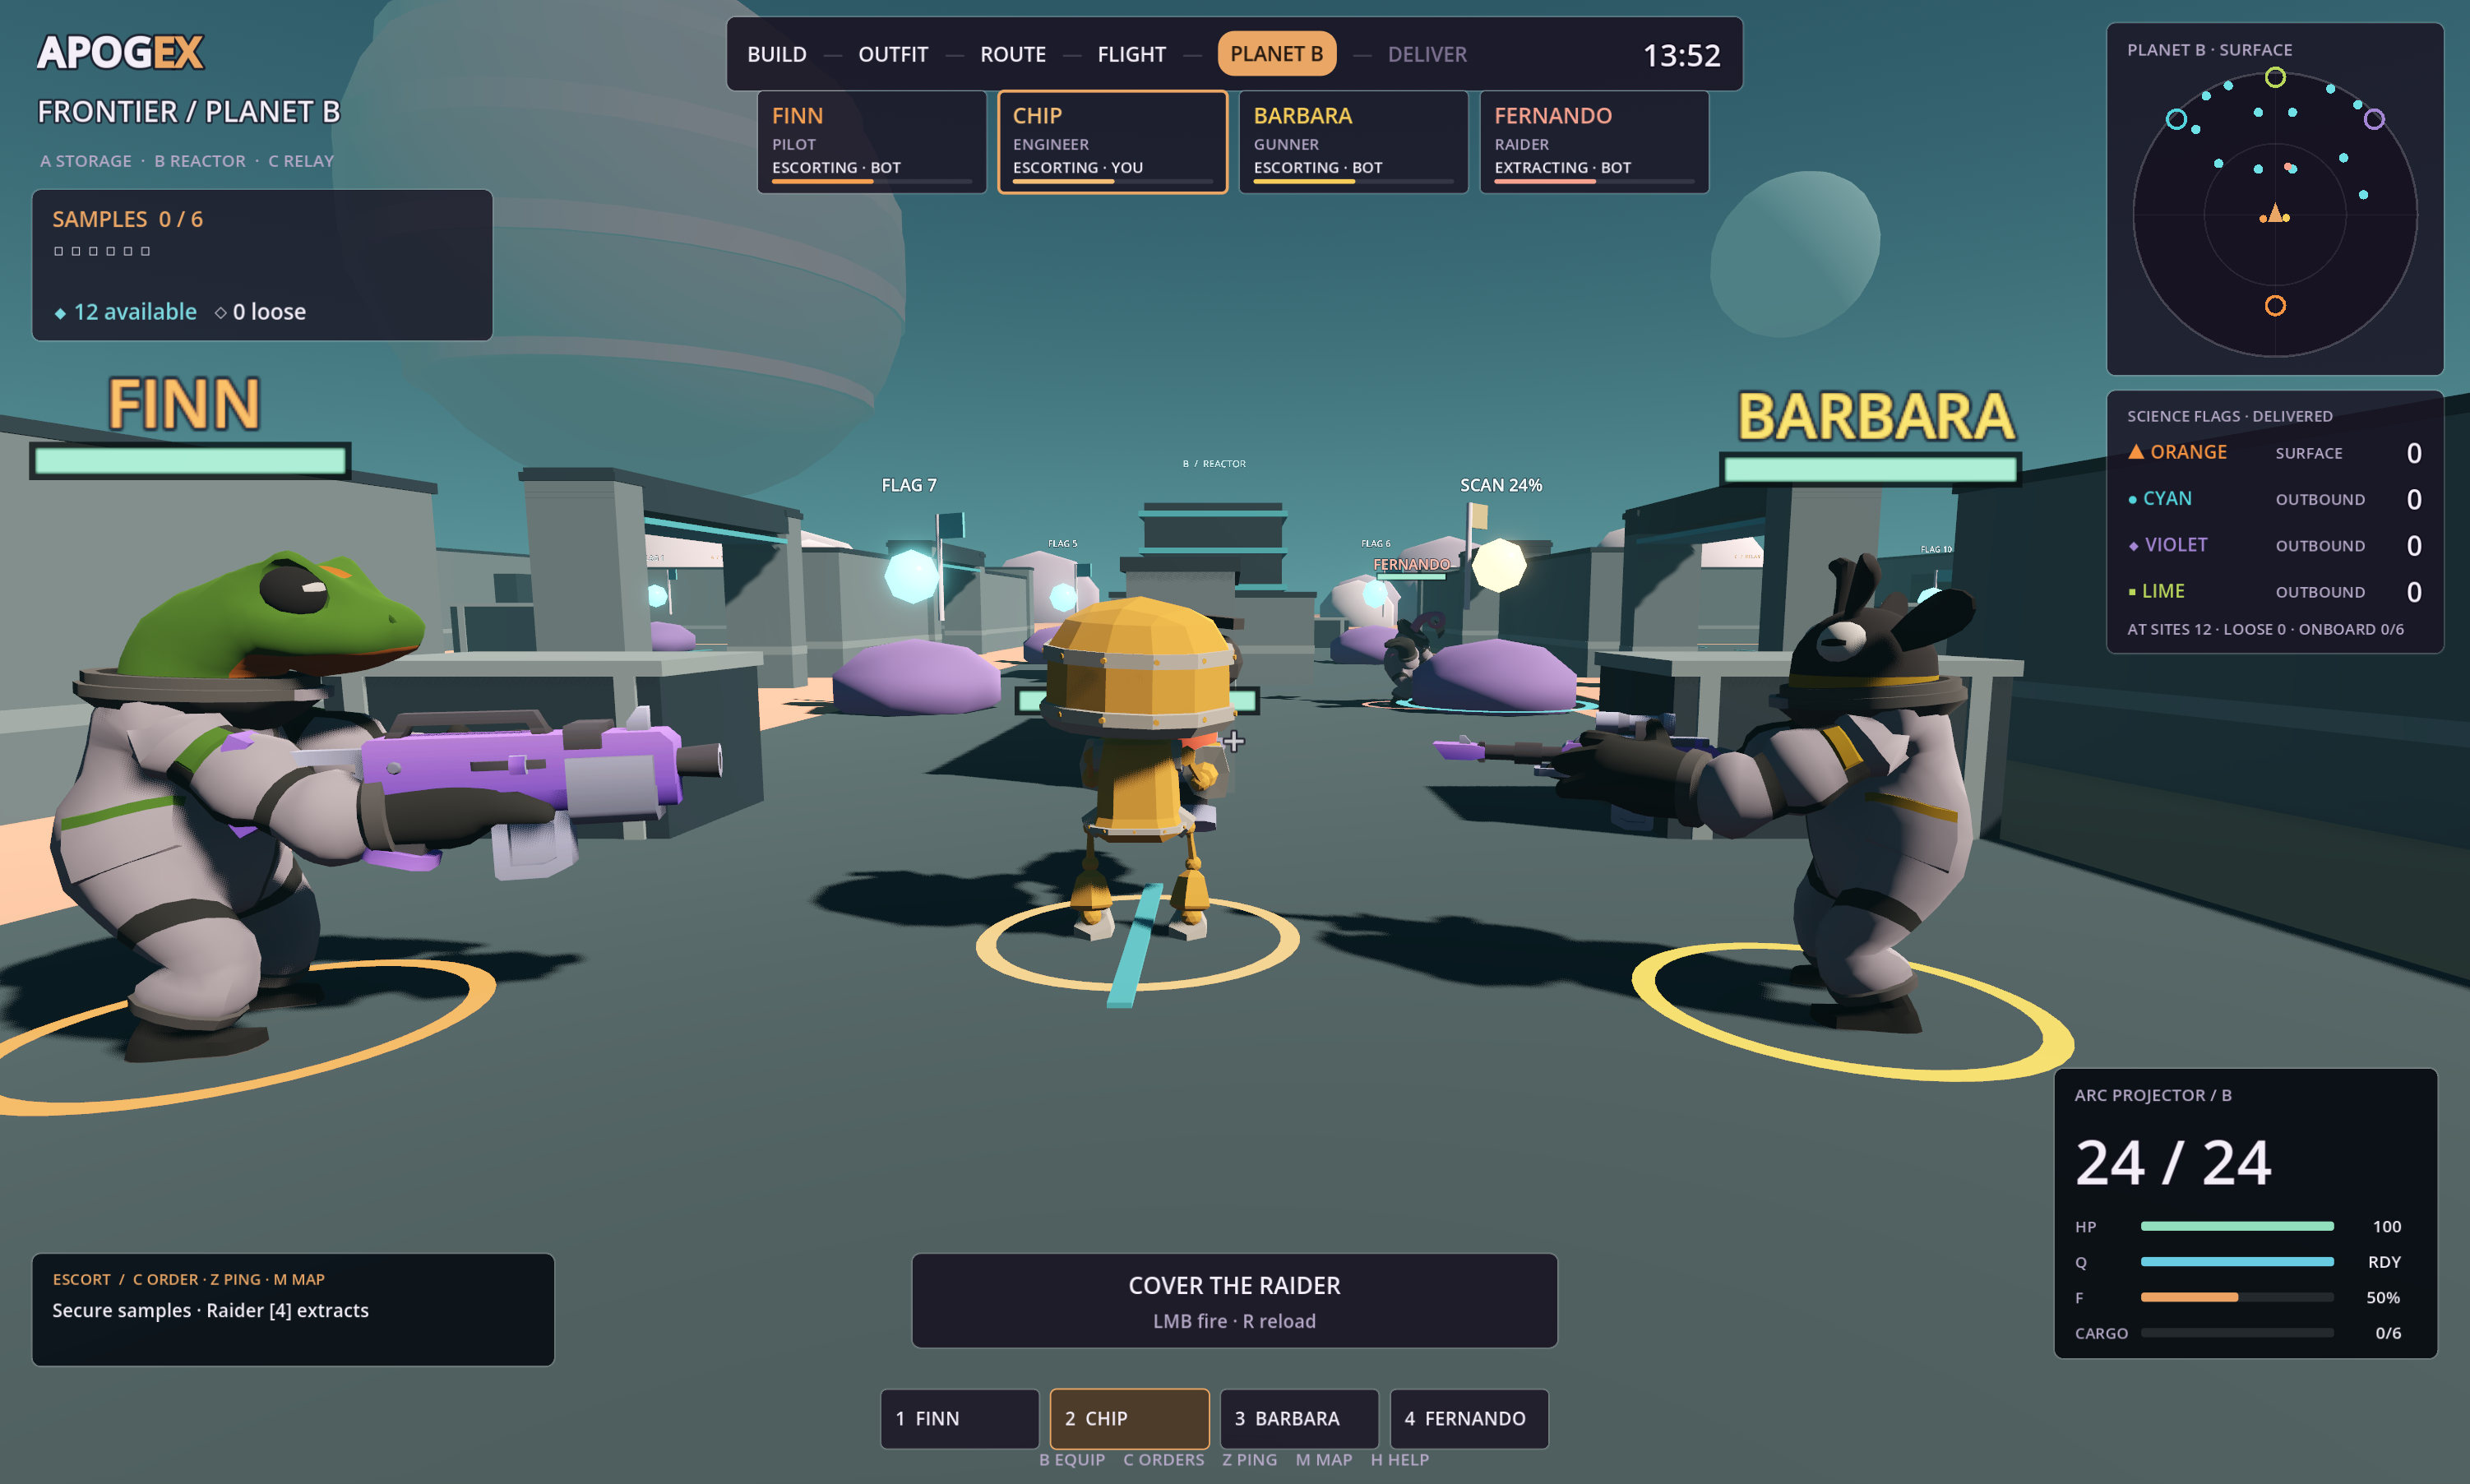 APOGEX
FRONTIER / PLANET B
A STORAGE · B REACTOR · C RELAY
SAMPLES 0 / 6
12 available 0 loose
BUILD — OUTFIT — ROUTE — FLIGHT — PLANET B — DELIVER 13:52
FINN
PILOT
ESCORTING · BOT
CHIP
ENGINEER
ESCORTING · YOU
BARBARA
GUNNER
ESCORTING · BOT
FERNANDO
RAIDER
EXTRACTING · BOT
PLANET B · SURFACE
SCIENCE FLAGS · DELIVERED
ORANGE SURFACE 0
CYAN OUTBOUND 0
VIOLET OUTBOUND 0
LIME OUTBOUND 0
AT SITES 12 · LOOSE 0 · ONBOARD 0/6
FINN
BARBARA
B / REACTOR
FLAG 7
SCAN 24%
FLAG 5
FLAG 6
FERNANDO
FLAG 10
ARC PROJECTOR / B
24 / 24
HP 100
Q RDY
F 50%
CARGO 0/6
ESCORT / C ORDER · Z PING · M MAP
Secure samples · Raider [4] extracts
COVER THE RAIDER
LMB fire · R reload
1 FINN
2 CHIP
3 BARBARA
4 FERNANDO
B EQUIP C ORDERS Z PING M MAP H HELP